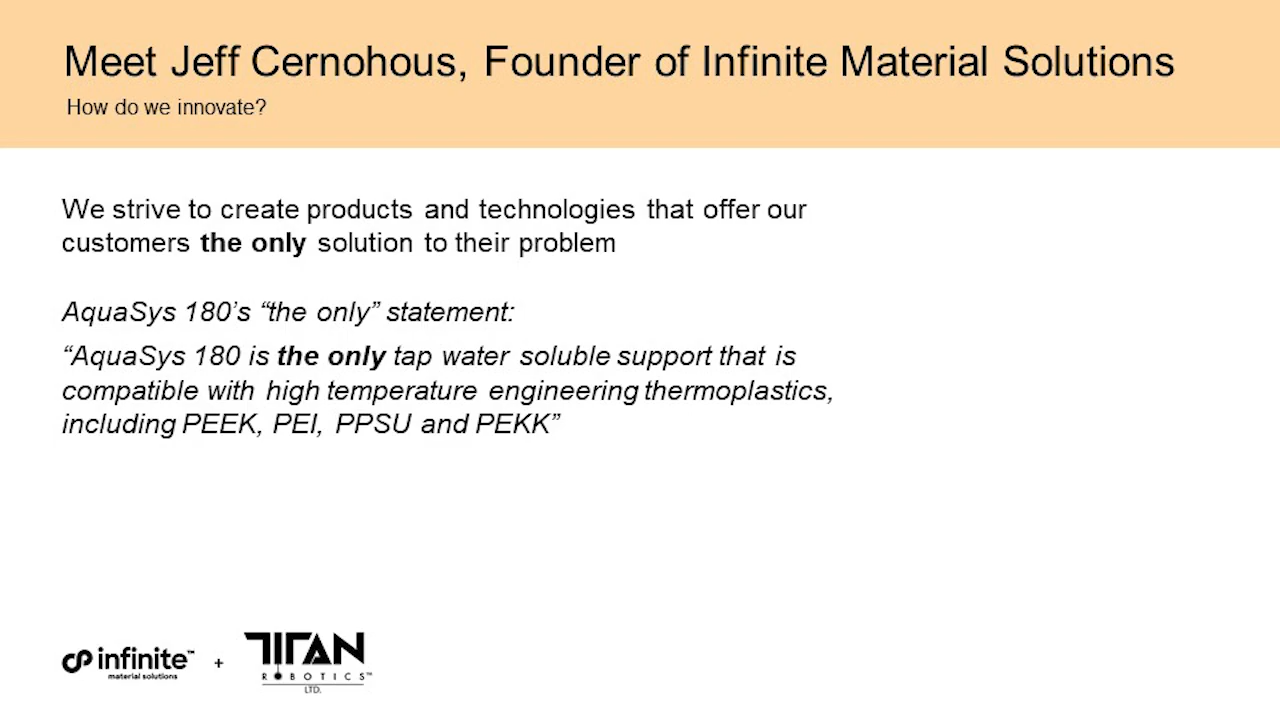 Meet Jeff Cernohous, Founder of Infinite Material Solutions
How do we innovate?
We strive to create products and technologies that offer our
customers the only solution to their problem
AquaSys 180’s “the only” statement:
“AquaSys 180 is the only tap water soluble support that is
compatible with high temperature engineering thermoplastics,
including PEEK, PEI, PPSU and PEKK”
infinite™
material solutions
+
TITAN
ROBOTICS™
LTD.